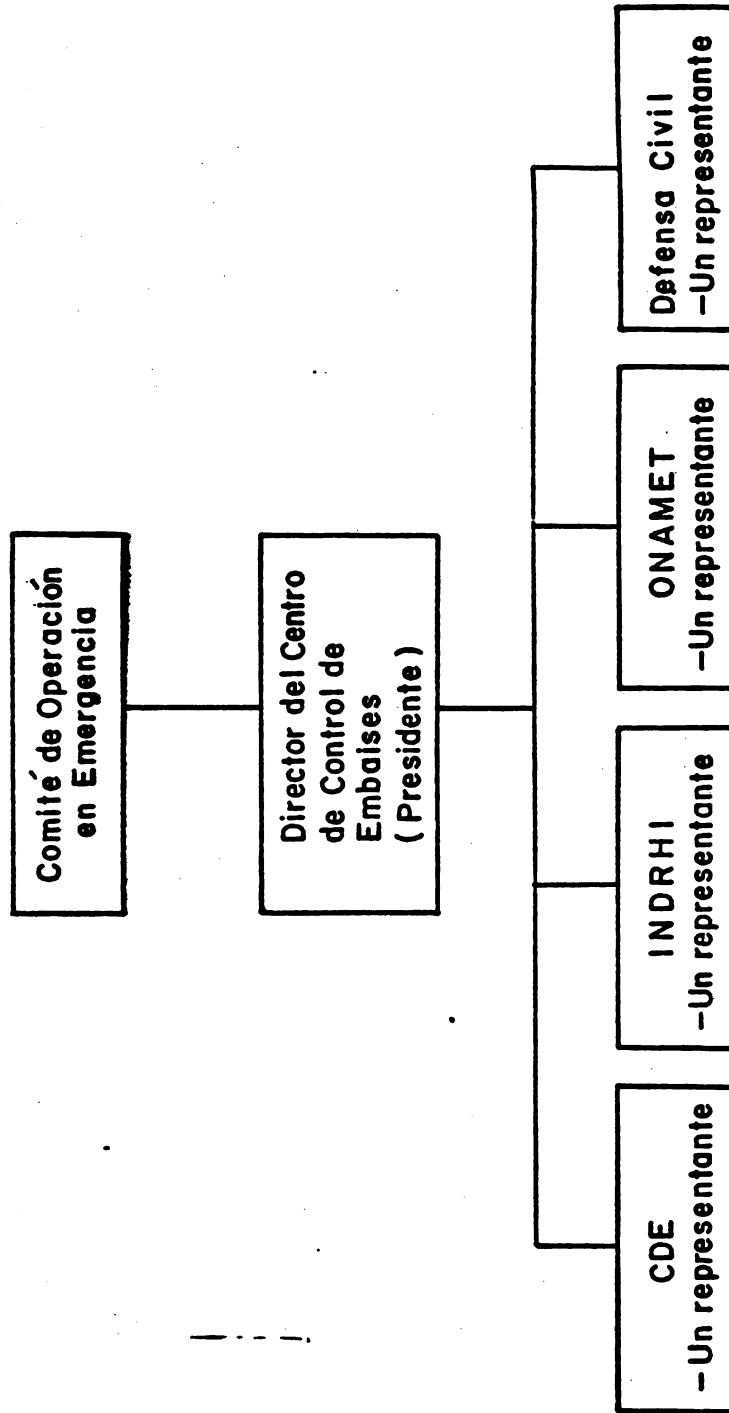 Comité de Operación
en Emergencia
Director del Centro
de Control de
Embalses
(Presidente)
CDE
-Un representante
INDRHI
-Un representante
ONAMET
-Un representante
Defensa Civil
-Un representante